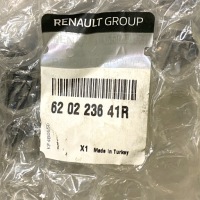 RENAULT GROUP
62 02 236 41R
X1 Made in Turkey